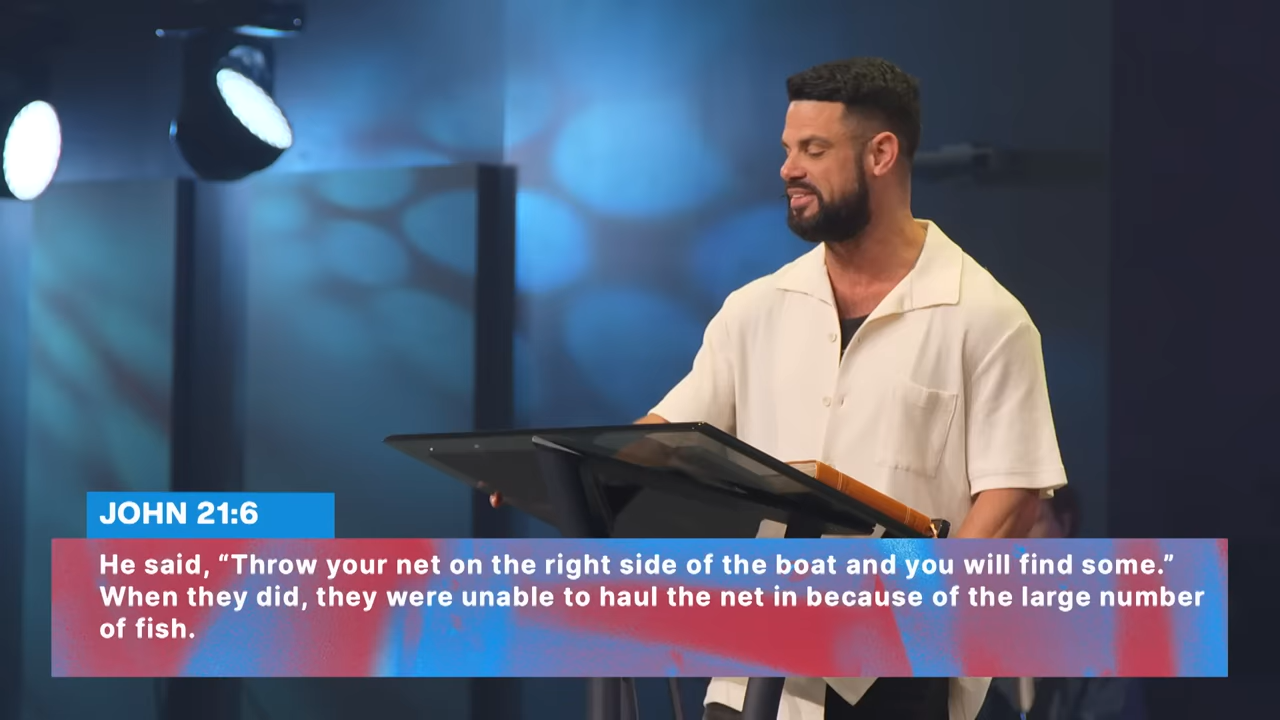 JOHN 21:6
He said, “Throw your net on the right side of the boat and you will find some.”
When they did, they were unable to haul the net in because of the large number
of fish.